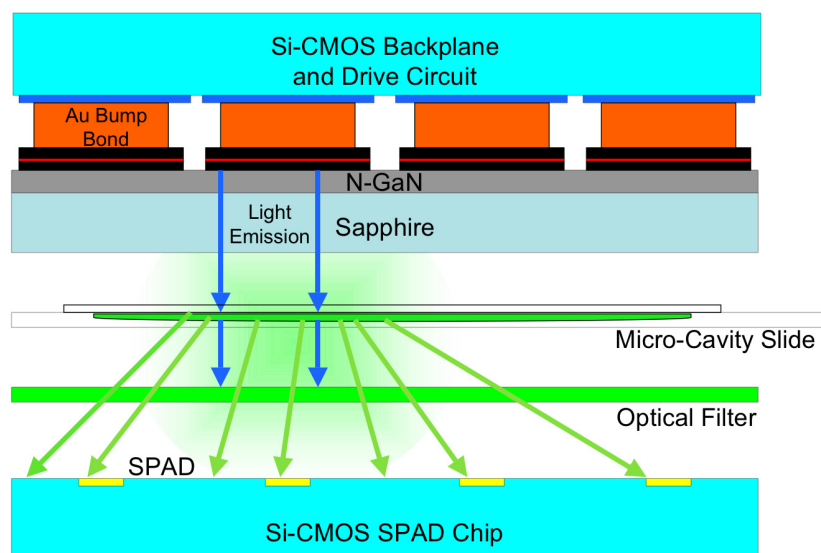 Si-CMOS Backplane
and Drive Circuit
Au Bump
Bond
N-GaN
Light
Emission
Sapphire
Micro-Cavity Slide
Optical Filter
SPAD
Si-CMOS SPAD Chip